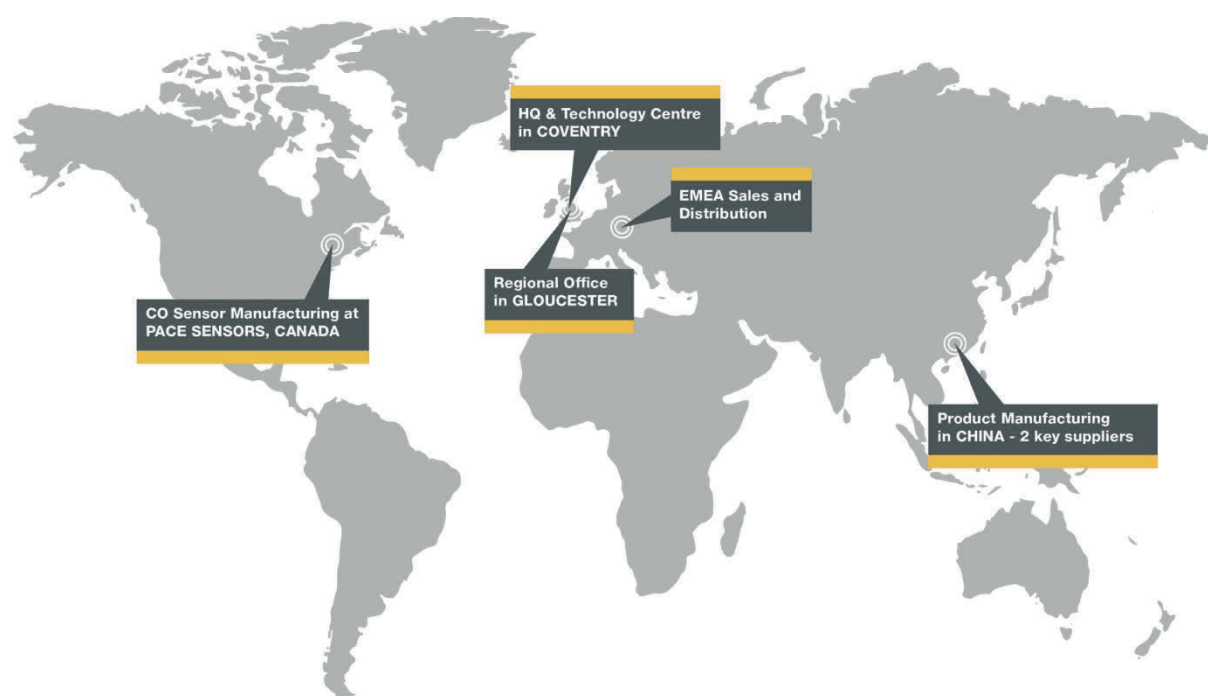 HQ & Technology Centre
in COVENTRY
EMEA Sales and
Distribution
Regional Office
in GLOUCESTER
CO Sensor Manufacturing at
PACE SENSORS, CANADA
Product Manufacturing
in CHINA - 2 key suppliers